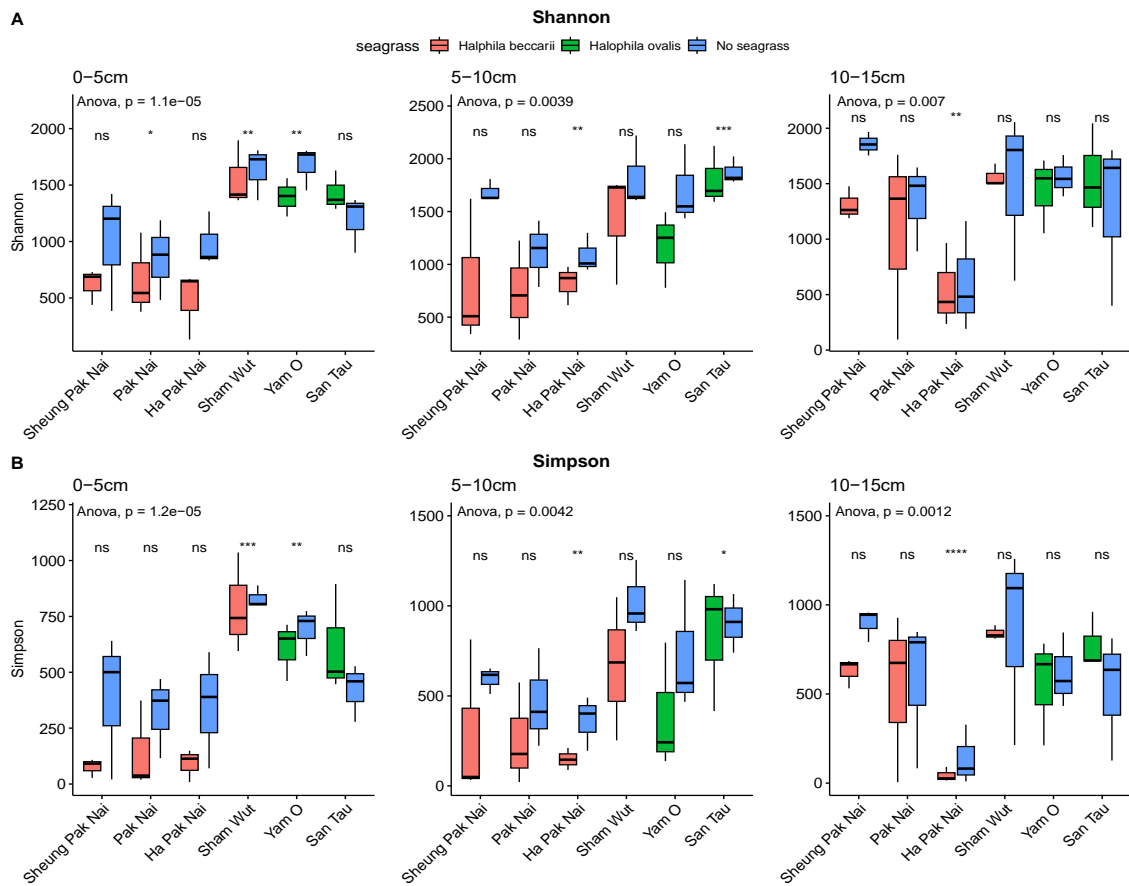 A
Shannon
seagrass Halphila beccarii Halophila ovalis No seagrass
0−5cm
Anova, p = 1.1e−05
ns * ns ** ** ns
2000
1500
1000
500
Shannon
Sheung Pak Nai
Pak Nai
Ha Pak Nai
Sham Wut
Yam O
San Tau
5−10cm
Anova, p = 0.0039
ns ns ** ns ns ***
2500
2000
1500
1000
500
Sheung Pak Nai
Pak Nai
Ha Pak Nai
Sham Wut
Yam O
San Tau
10−15cm
Anova, p = 0.007
ns ns ** ns ns ns
2000
1500
1000
500
0
Sheung Pak Nai
Pak Nai
Ha Pak Nai
Sham Wut
Yam O
San Tau
B
Simpson
0−5cm
Anova, p = 1.2e−05
ns ns ns *** ** ns
1250
1000
750
500
250
0
Simpson
Sheung Pak Nai
Pak Nai
Ha Pak Nai
Sham Wut
Yam O
San Tau
5−10cm
Anova, p = 0.0042
ns ns ** ns ns *
1500
1000
500
0
Sheung Pak Nai
Pak Nai
Ha Pak Nai
Sham Wut
Yam O
San Tau
10−15cm
Anova, p = 0.0012
ns ns **** ns ns ns
1500
1000
500
0
Sheung Pak Nai
Pak Nai
Ha Pak Nai
Sham Wut
Yam O
San Tau